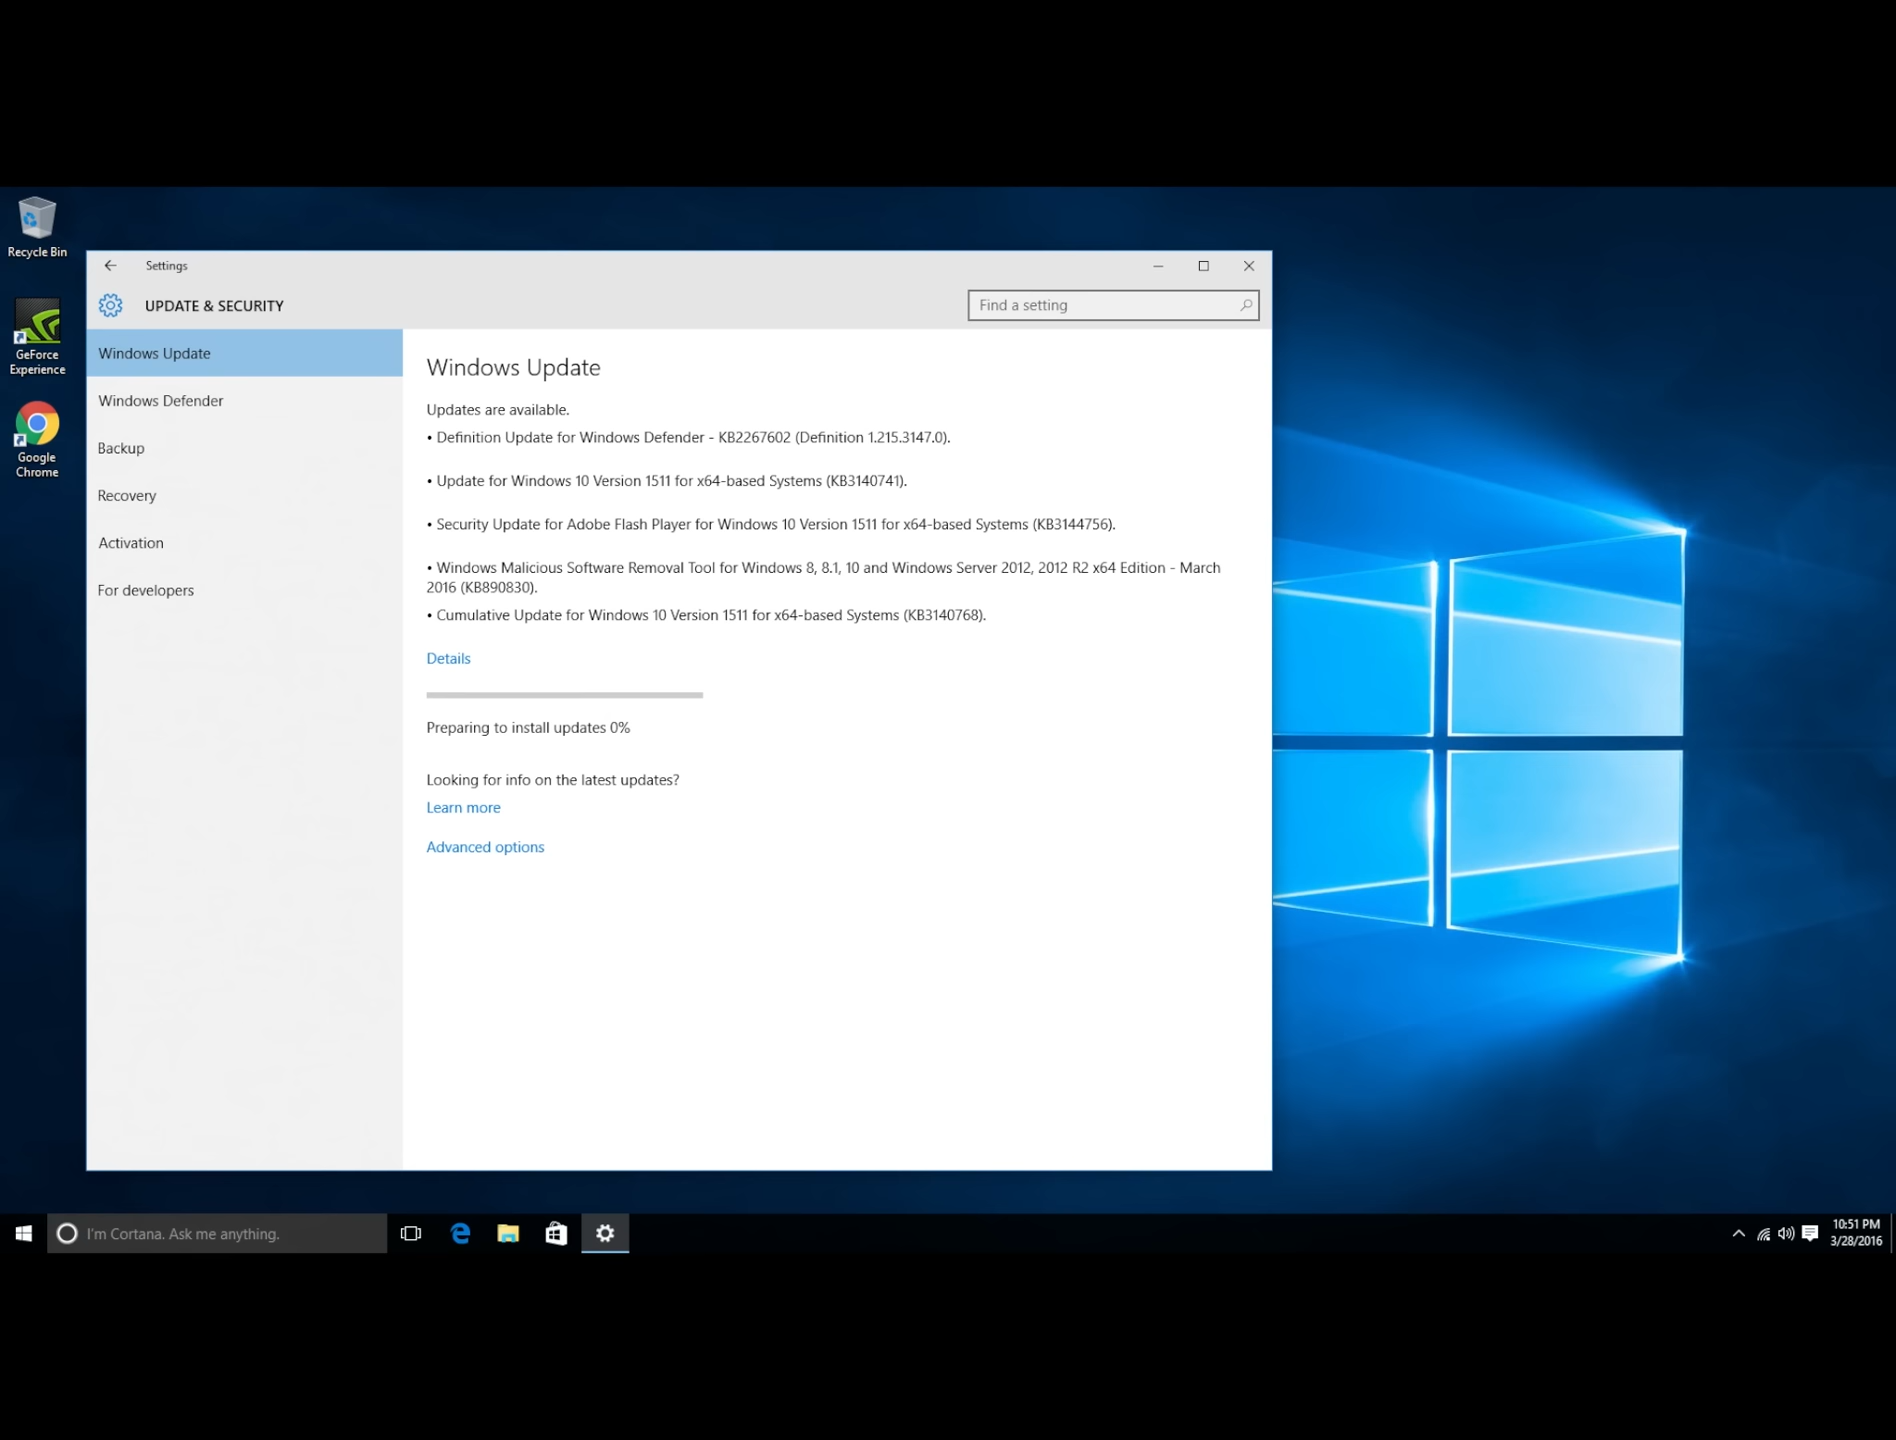 Recycle Bin
GeForce
Experience
Google
Chrome
Settings
UPDATE & SECURITY
Find a setting
Windows Update
Windows Defender
Backup
Recovery
Activation
For developers
Windows Update
Updates are available.
• Definition Update for Windows Defender - KB2267602 (Definition 1.215.3147.0).
• Update for Windows 10 Version 1511 for x64-based Systems (KB3140741).
• Security Update for Adobe Flash Player for Windows 10 Version 1511 for x64-based Systems (KB3144756).
• Windows Malicious Software Removal Tool for Windows 8, 8.1, 10 and Windows Server 2012, 2012 R2 x64 Edition - March
2016 (KB890830).
• Cumulative Update for Windows 10 Version 1511 for x64-based Systems (KB3140768).
Details
Preparing to install updates 0%
Looking for info on the latest updates?
Learn more
Advanced options
I'm Cortana. Ask me anything.
10:51 PM
3/28/2016